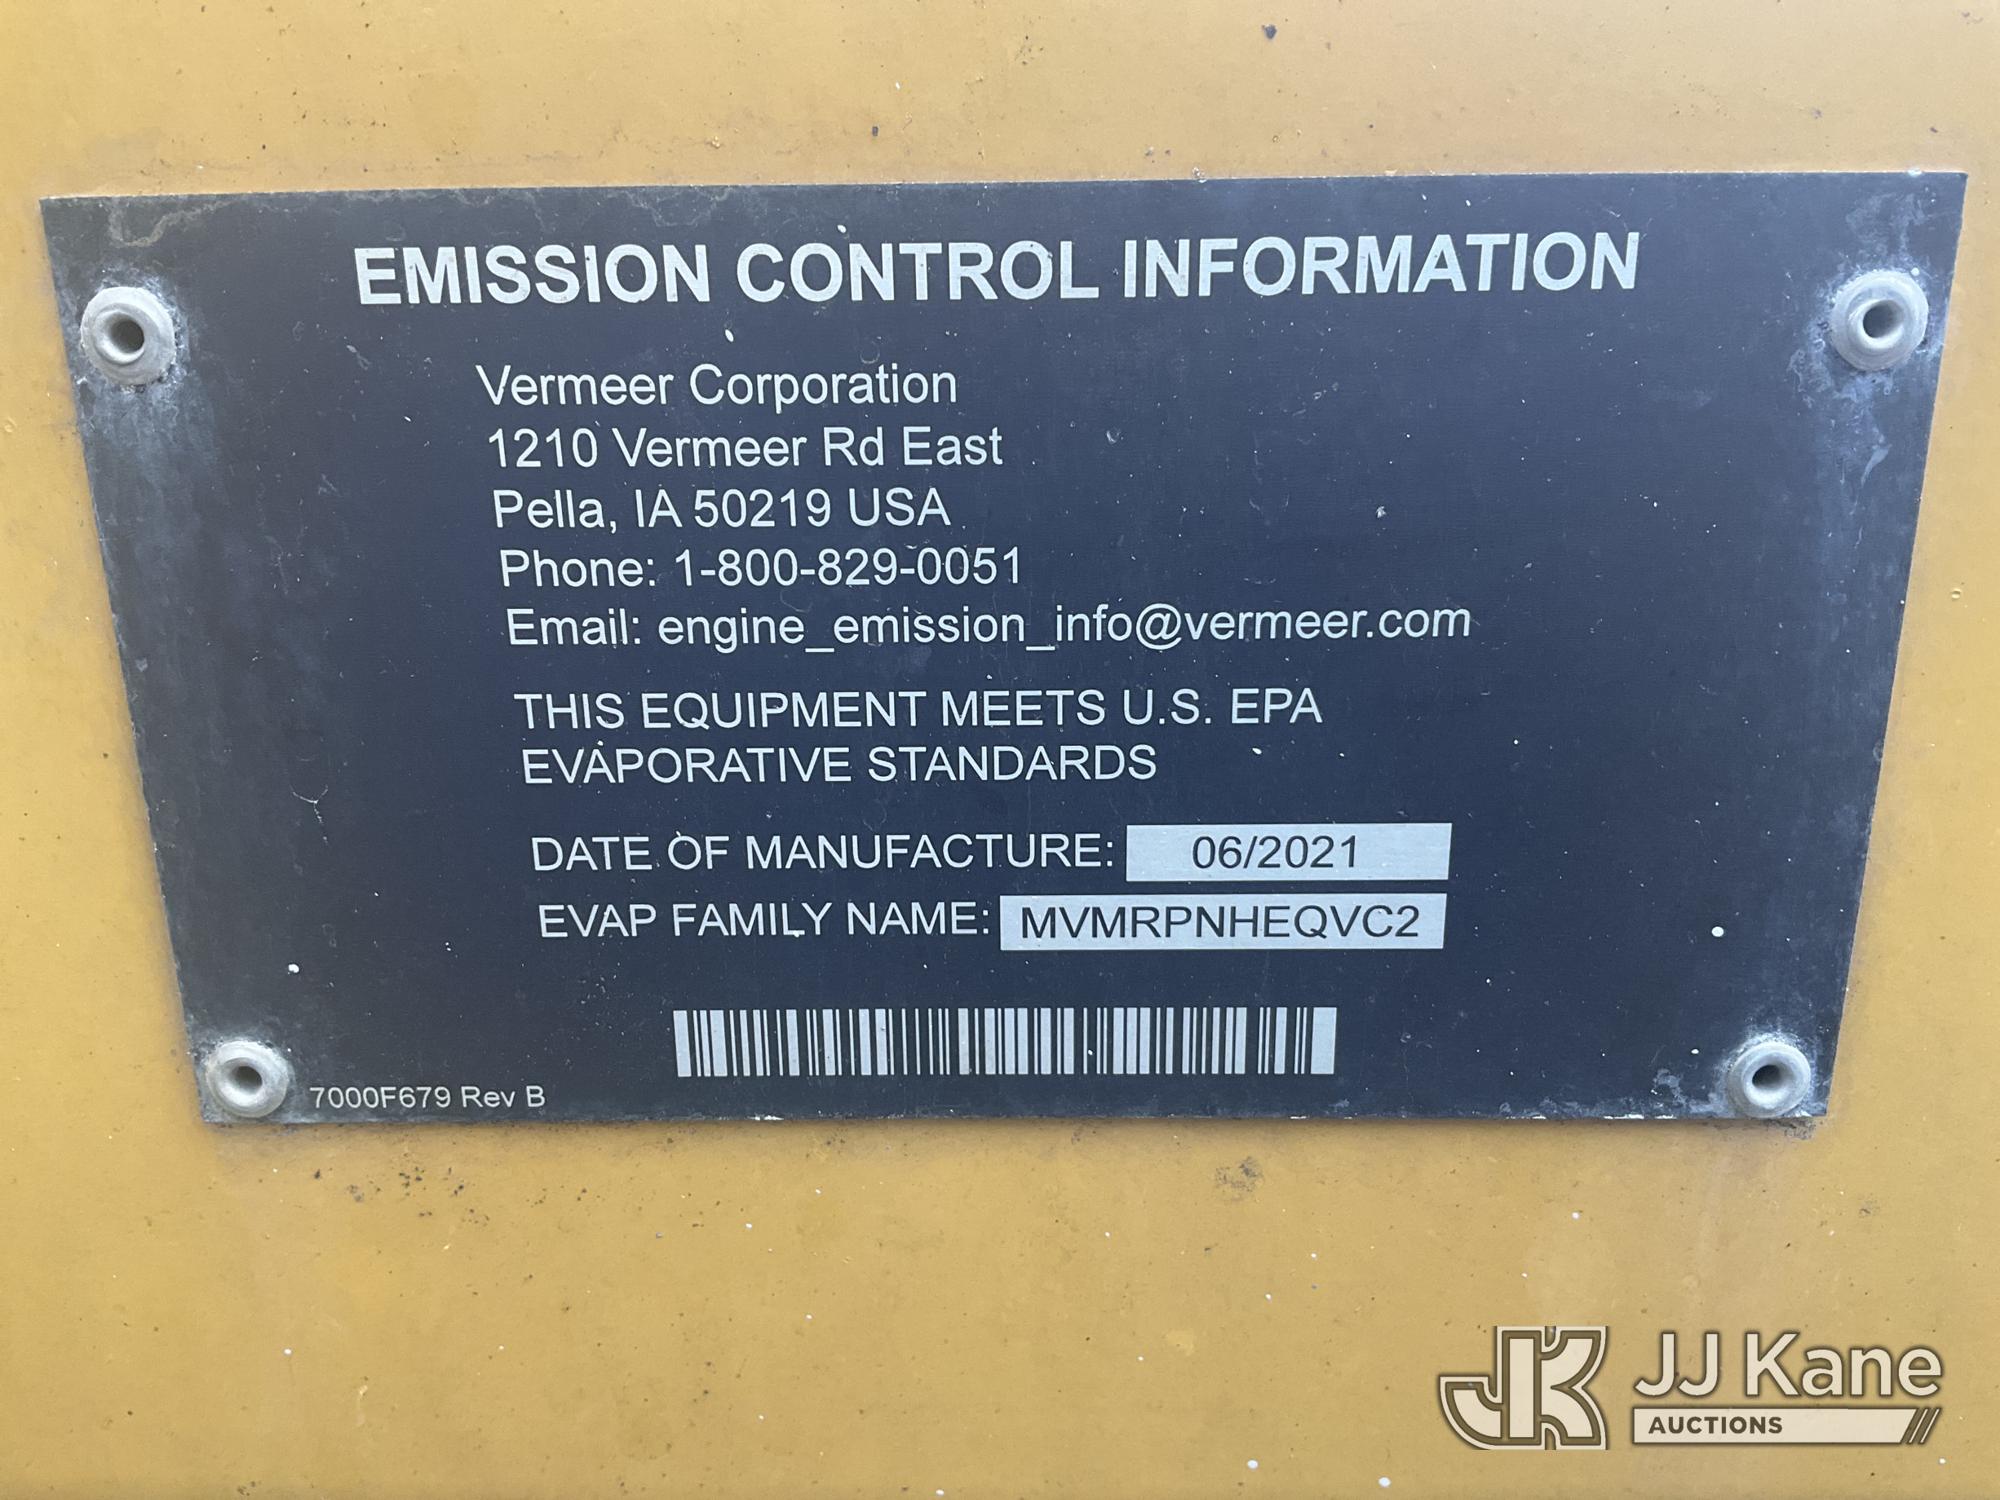 EMISSION CONTROL INFORMATION
Vermeer Corporation
1210 Vermeer Rd East
Pella, IA 50219 USA
Phone: 1-800-829-0051
Email: engine_emission_info@vermeer.com
THIS EQUIPMENT MEETS U.S. EPA
EVAPORATIVE STANDARDS
DATE OF MANUFACTURE: 06/2021
EVAP FAMILY NAME: MVMRPNHEQVC2
7000F679 Rev B
JK JJ Kane
AUCTIONS